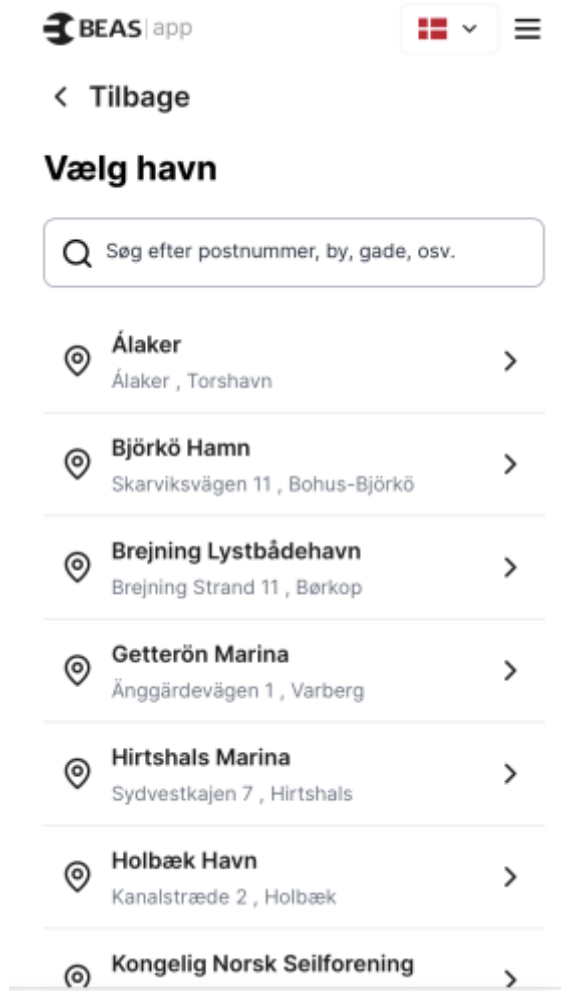 BEAS app
Tilbage
Vælg havn
Søg efter postnummer, by, gade, osv.
Álaker
Álaker , Torshavn
Björkö Hamn
Skarviksvägen 11 , Bohus-Björkö
Brejning Lystbådehavn
Brejning Strand 11 , Børkop
Getterön Marina
Änggärdevägen 1 , Varberg
Hirtshals Marina
Sydvestkajen 7 , Hirtshals
Holbæk Havn
Kanalstræde 2 , Holbæk
Kongelig Norsk Seilforening